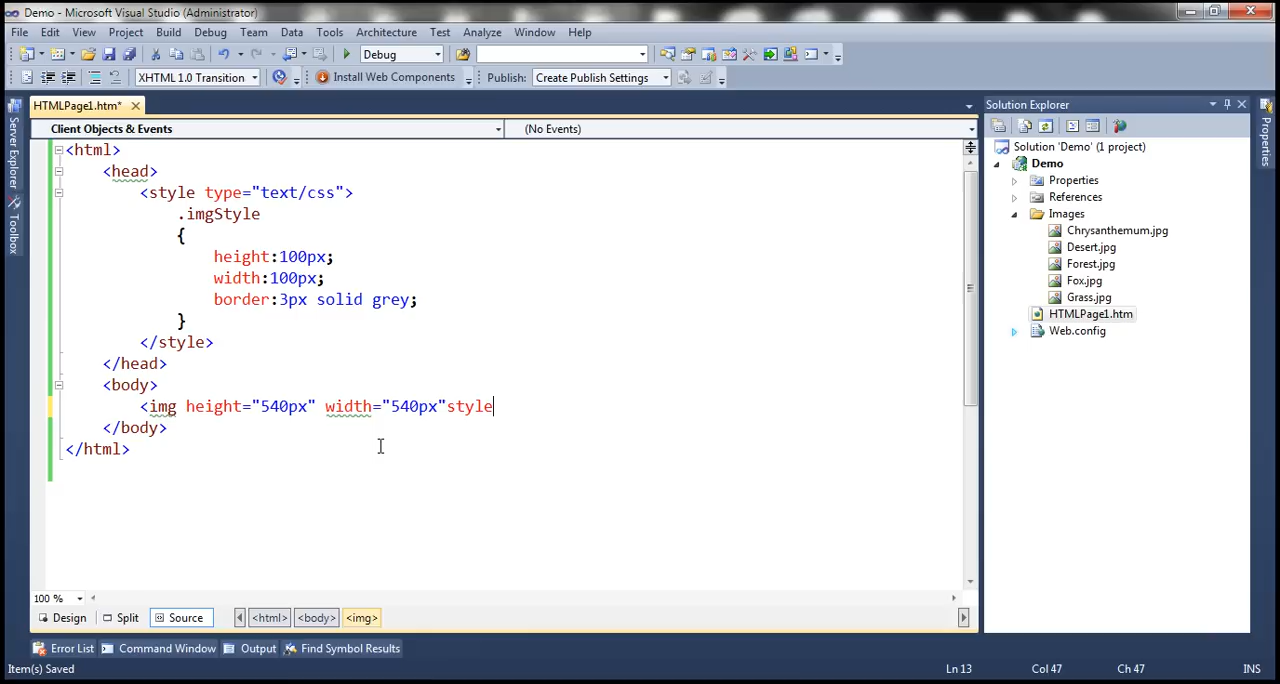 Demo - Microsoft Visual Studio (Administrator)
File Edit View Project Build Debug Team Data Tools Architecture Test Analyze Window Help
Debug
XHTML 1.0 Transition Install Web Components Publish: Create Publish Settings
HTMLPage1.htm* Solution Explorer
Client Objects & Events (No Events)
Server Explorer
Toolbox
Properties
<html>
<head>
<style type="text/css">
.imgStyle
{
height:100px;
width:100px;
border:3px solid grey;
}
</style>
</head>
<body>
<img height="540px" width="540px"style
</body>
</html>
Solution 'Demo' (1 project)
Demo
Properties
References
Images
Chrysanthemum.jpg
Desert.jpg
Forest.jpg
Fox.jpg
Grass.jpg
HTMLPage1.htm
Web.config
100 %
Design Split Source <html> <body> <img>
Error List Command Window Output Find Symbol Results
Item(s) Saved Ln 13 Col 47 Ch 47 INS